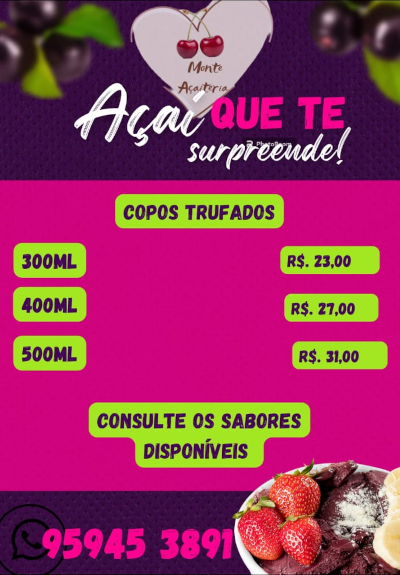 Monte
Açaiteria
Açaí QUE TE
surpreende!
COPOS TRUFADOS
300ML
R$. 23,00
400ML
R$. 27,00
500ML
R$. 31,00
CONSULTE OS SABORES
DISPONÍVEIS
95945 3891